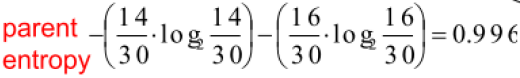 parent entropy −(14/30 · log₂ 14/30) − (16/30 · log₂ 16/30) = 0.996